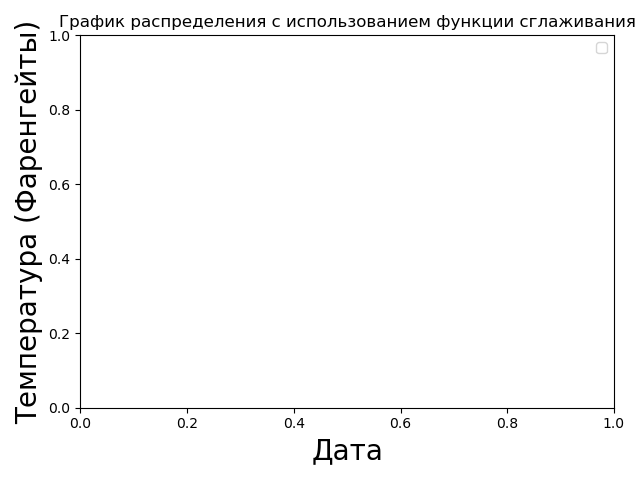 График распределения с использованием функции сглаживания
1.0
0.8
0.6
0.4
0.2
0.0
Температура (Фаренгейты)
0.0 0.2 0.4 0.6 0.8 1.0
Дата